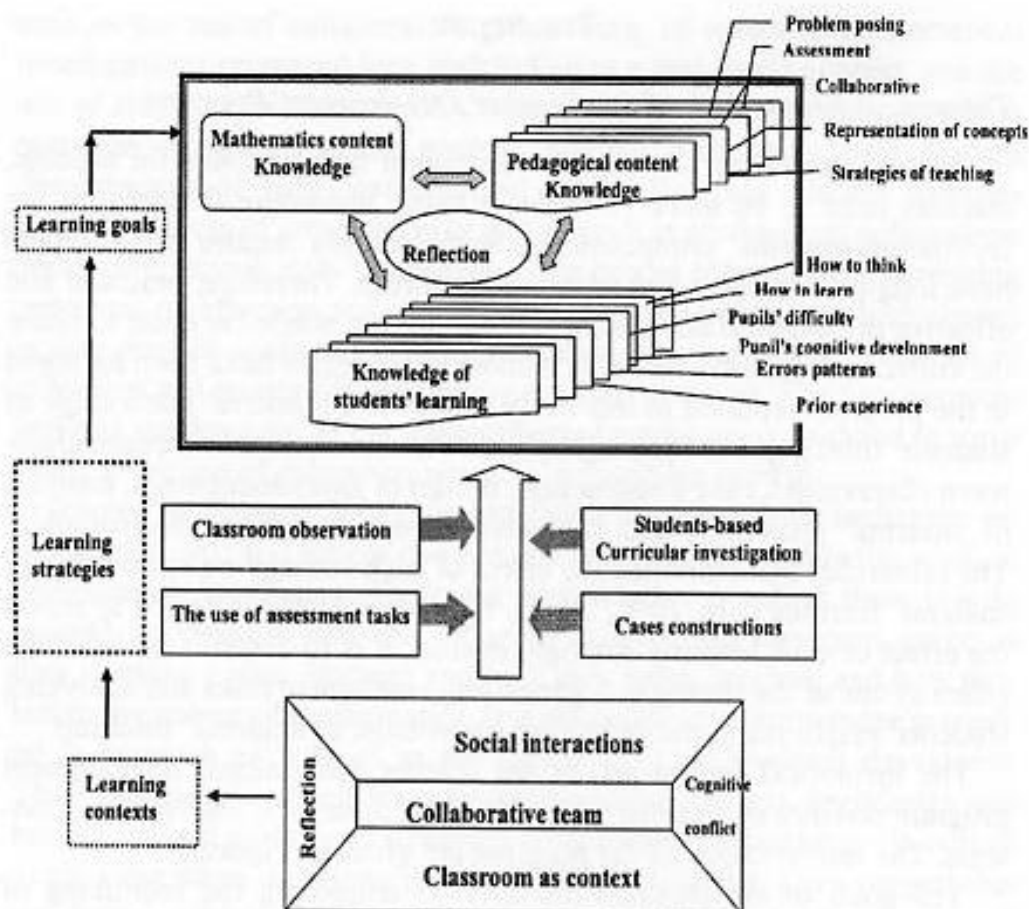 Problem posing
Assessment
Collaborative
Mathematics content
Knowledge
Pedagogical content
Knowledge
Representation of concepts
Strategies of teaching
Learning goals
Reflection
How to think
How to learn
Pupils' difficulty
Pupil's cognitive development
Errors patterns
Prior experience
Knowledge of
students' learning
Learning
strategies
Classroom observation
Students-based
Curricular investigation
The use of assessment tasks
Cases constructions
Learning
contexts
Reflection
Social interactions
Cognitive
conflict
Collaborative team
Classroom as context